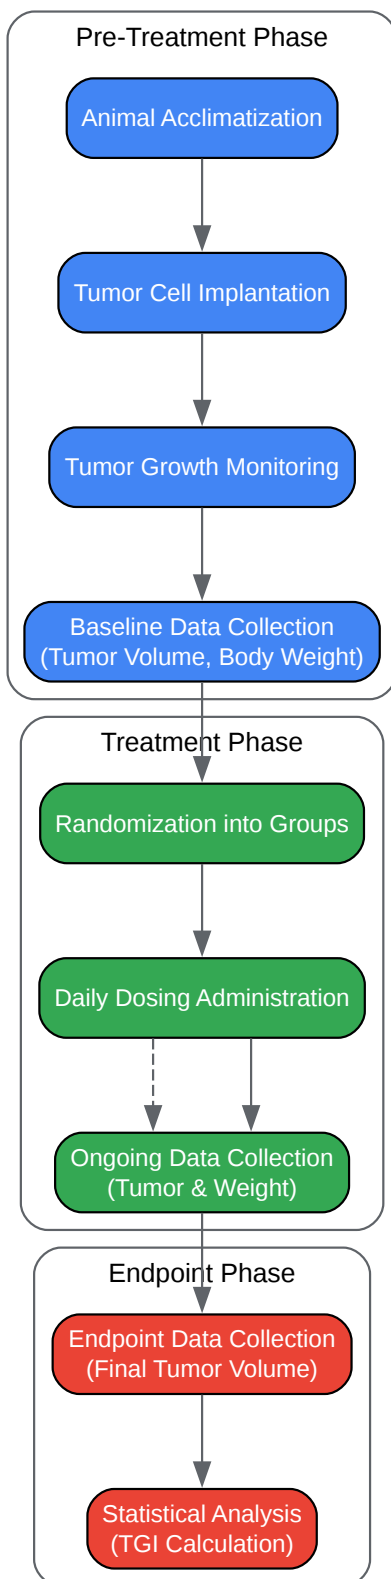 Pre-Treatment Phase
Animal Acclimatization
Tumor Cell Implantation
Tumor Growth Monitoring
Baseline Data Collection
(Tumor Volume, Body Weight)
Treatment Phase
Randomization into Groups
Daily Dosing Administration
Ongoing Data Collection
(Tumor & Weight)
Endpoint Phase
Endpoint Data Collection
(Final Tumor Volume)
Statistical Analysis
(TGI Calculation)